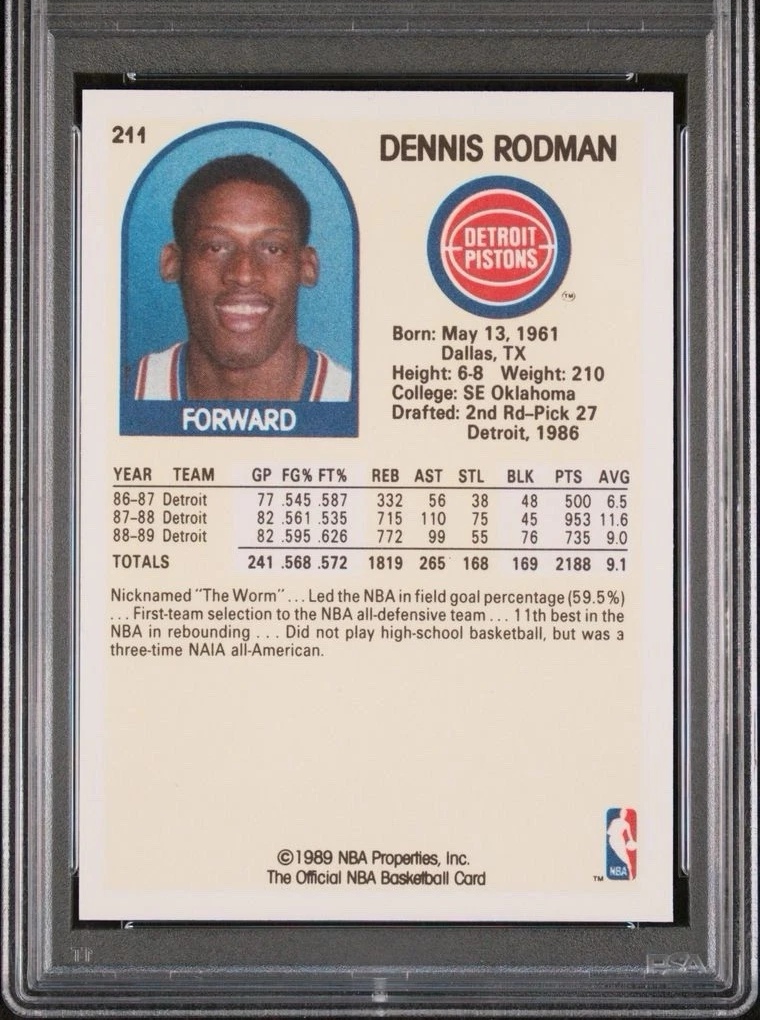 211
DENNIS RODMAN
DETROIT
PISTONS
TM
Born: May 13, 1961
Dallas, TX
Height: 6-8 Weight: 210
College: SE Oklahoma
Drafted: 2nd Rd–Pick 27
Detroit, 1986
FORWARD
YEAR TEAM GP FG% FT% REB AST STL BLK PTS AVG
86–87 Detroit 77 .545 .587 332 56 38 48 500 6.5
87–88 Detroit 82 .561 .535 715 110 75 45 953 11.6
88–89 Detroit 82 .595 .626 772 99 55 76 735 9.0
TOTALS 241 .568 .572 1819 265 168 169 2188 9.1
Nicknamed "The Worm" . . . Led the NBA in field goal percentage (59.5%)
. . . First-team selection to the NBA all-defensive team . . . 11th best in the
NBA in rebounding . . . Did not play high-school basketball, but was a
three-time NAIA all-American.
©1989 NBA Properties, Inc.
The Official NBA Basketball Card
NBA
TM
PSA